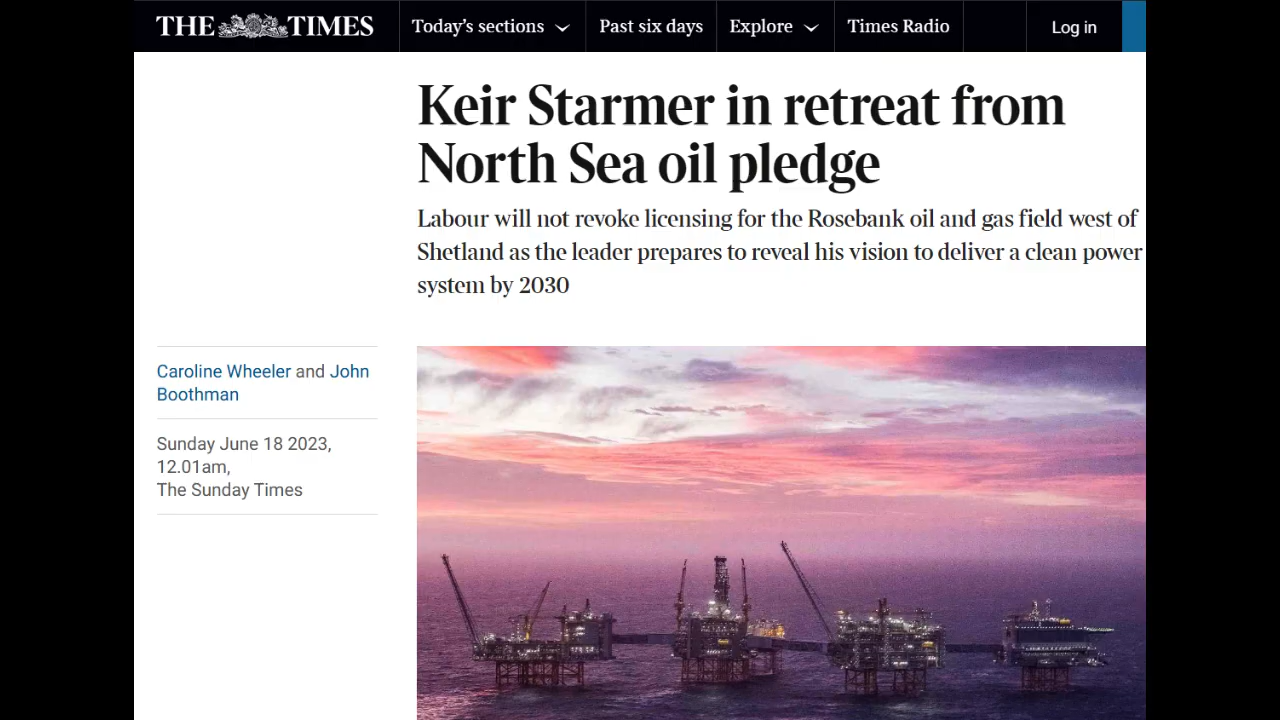 THE TIMES
Today's sections
Past six days
Explore
Times Radio
Log in
Keir Starmer in retreat from
North Sea oil pledge
Labour will not revoke licensing for the Rosebank oil and gas field west of
Shetland as the leader prepares to reveal his vision to deliver a clean power
system by 2030
Caroline Wheeler and John
Boothman
Sunday June 18 2023,
12.01am,
The Sunday Times